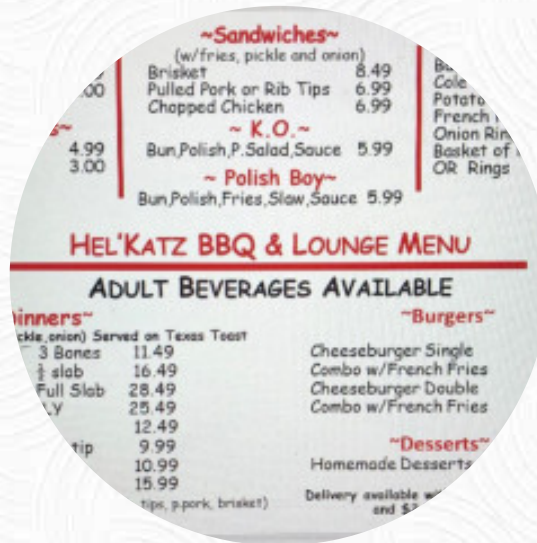 ~Sandwiches~
(w/fries, pickle and onion)
Brisket 8.49
Pulled Pork or Rib Tips 6.99
Chopped Chicken 6.99
~ K.O.~
Bun,Polish,P.Salad,Sauce 5.99
~ Polish Boy~
Bun,Polish,Fries,Slaw,Sauce 5.99
.00
4.99
3.00
Cole
Potato
French
Onion Rin
Basket of
OR Rings
HEL'KATZ BBQ & LOUNGE MENU
ADULT BEVERAGES AVAILABLE
inners~
ckle,onion) Served on Texas Toast
3 Bones 11.49
½ slab 16.49
Full Slab 28.49
LY 25.49
12.49
tip 9.99
10.99
15.99
tips, p.pork, brisket)
~Burgers~
Cheeseburger Single
Combo w/French Fries
Cheeseburger Double
Combo w/French Fries
~Desserts~
Homemade Desserts
Delivery available
and